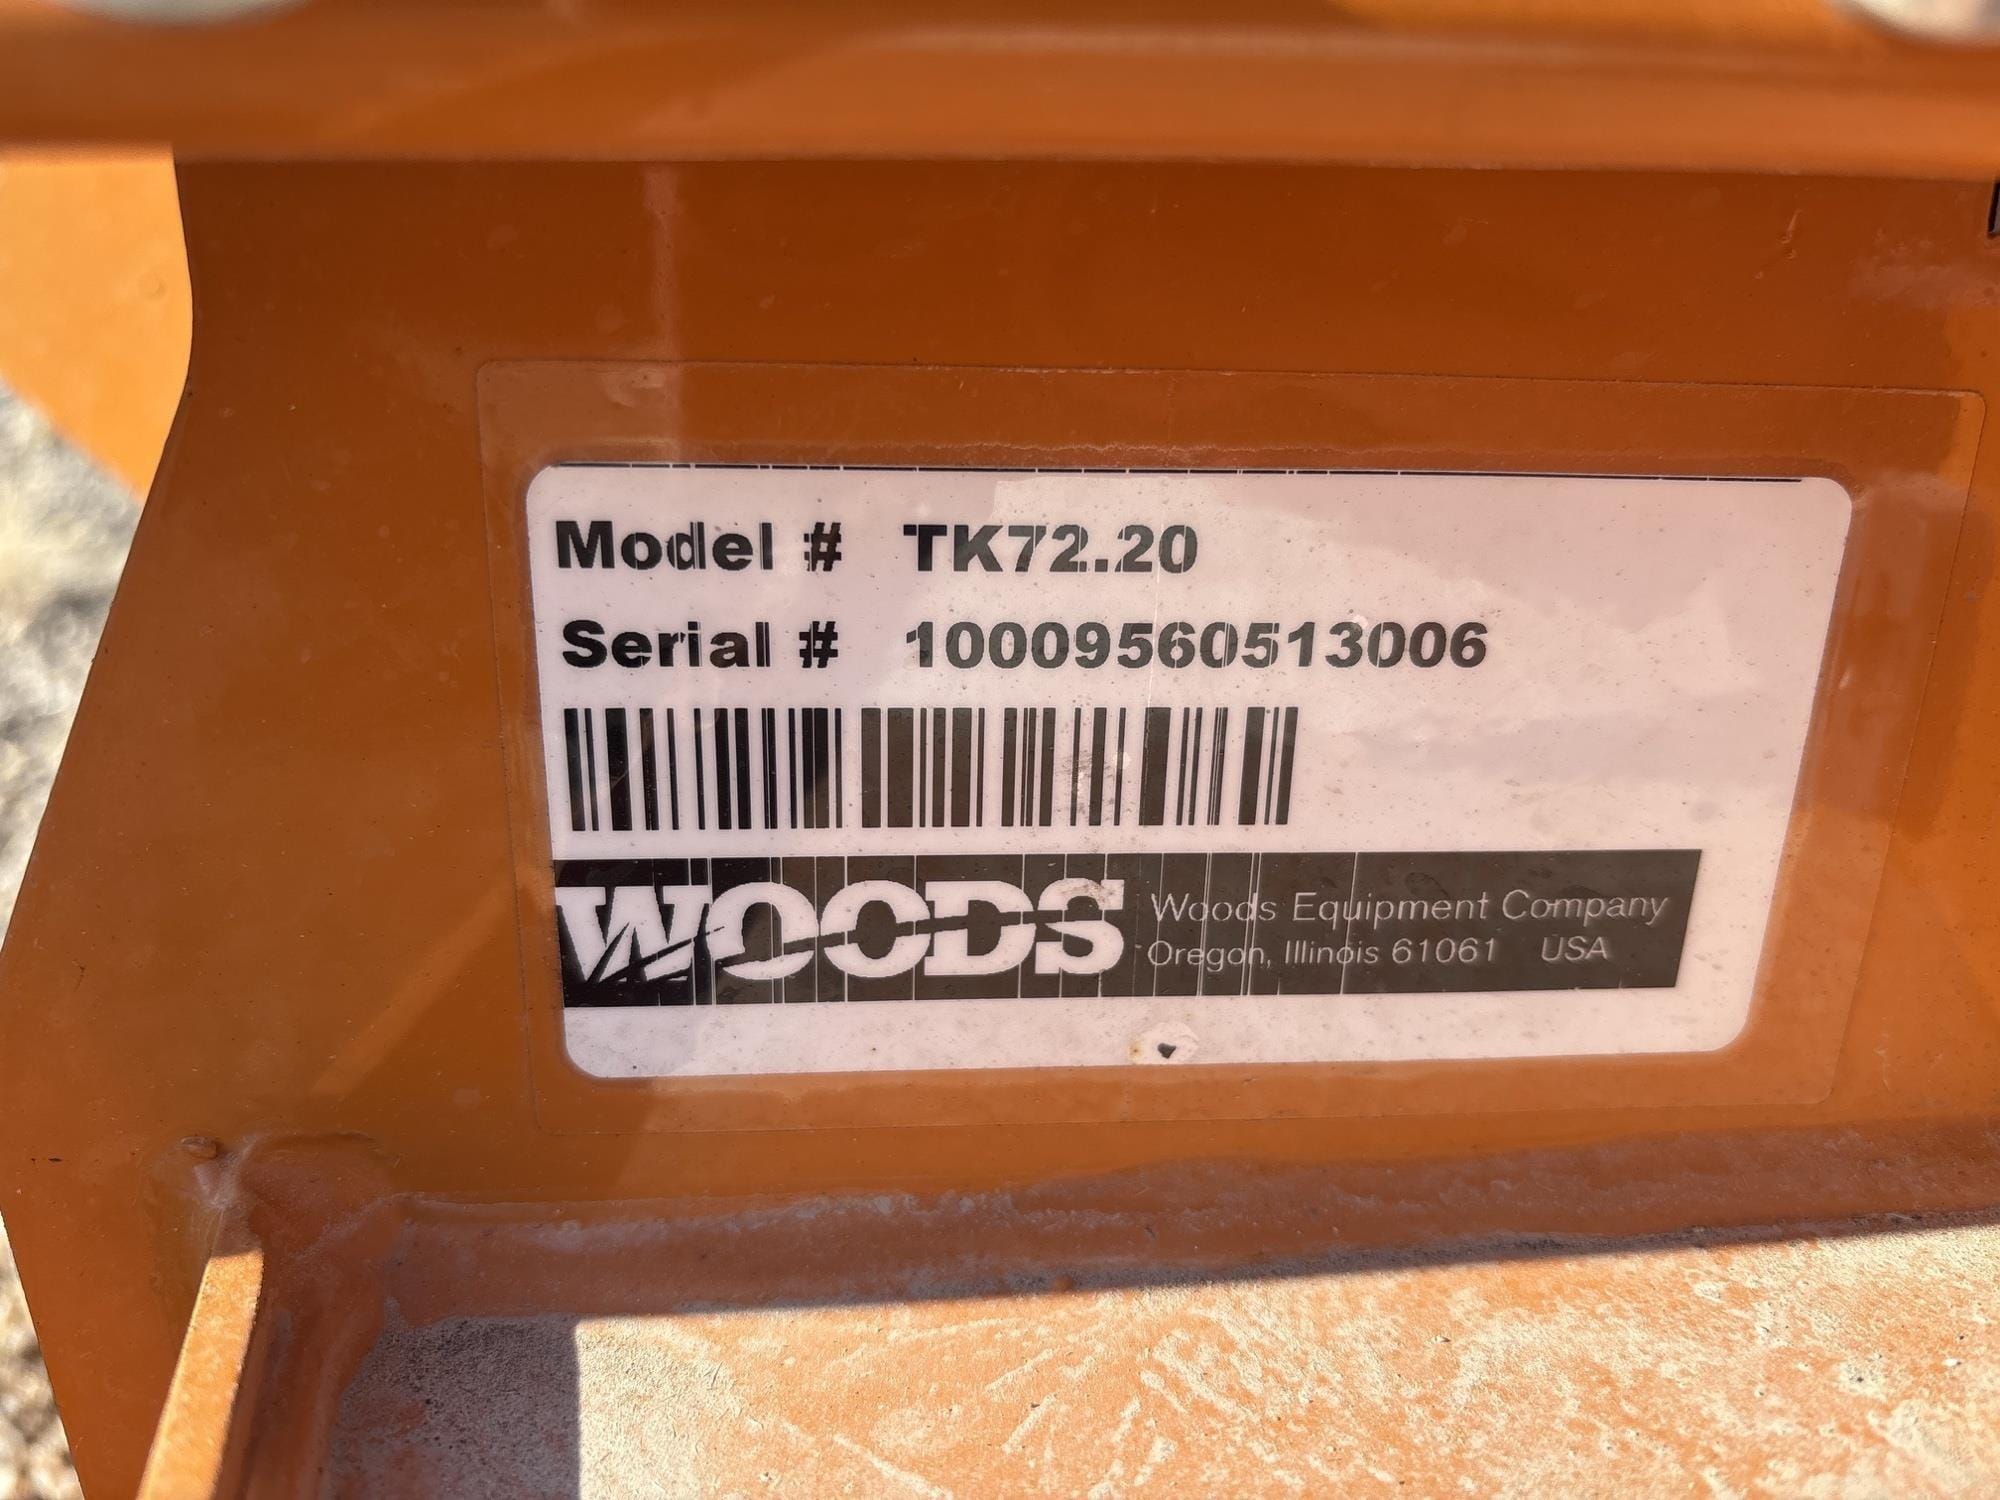 Model # TK72.20
Serial # 10009560513006
WOODS
Woods Equipment Company
Oregon, Illinois 61061 USA